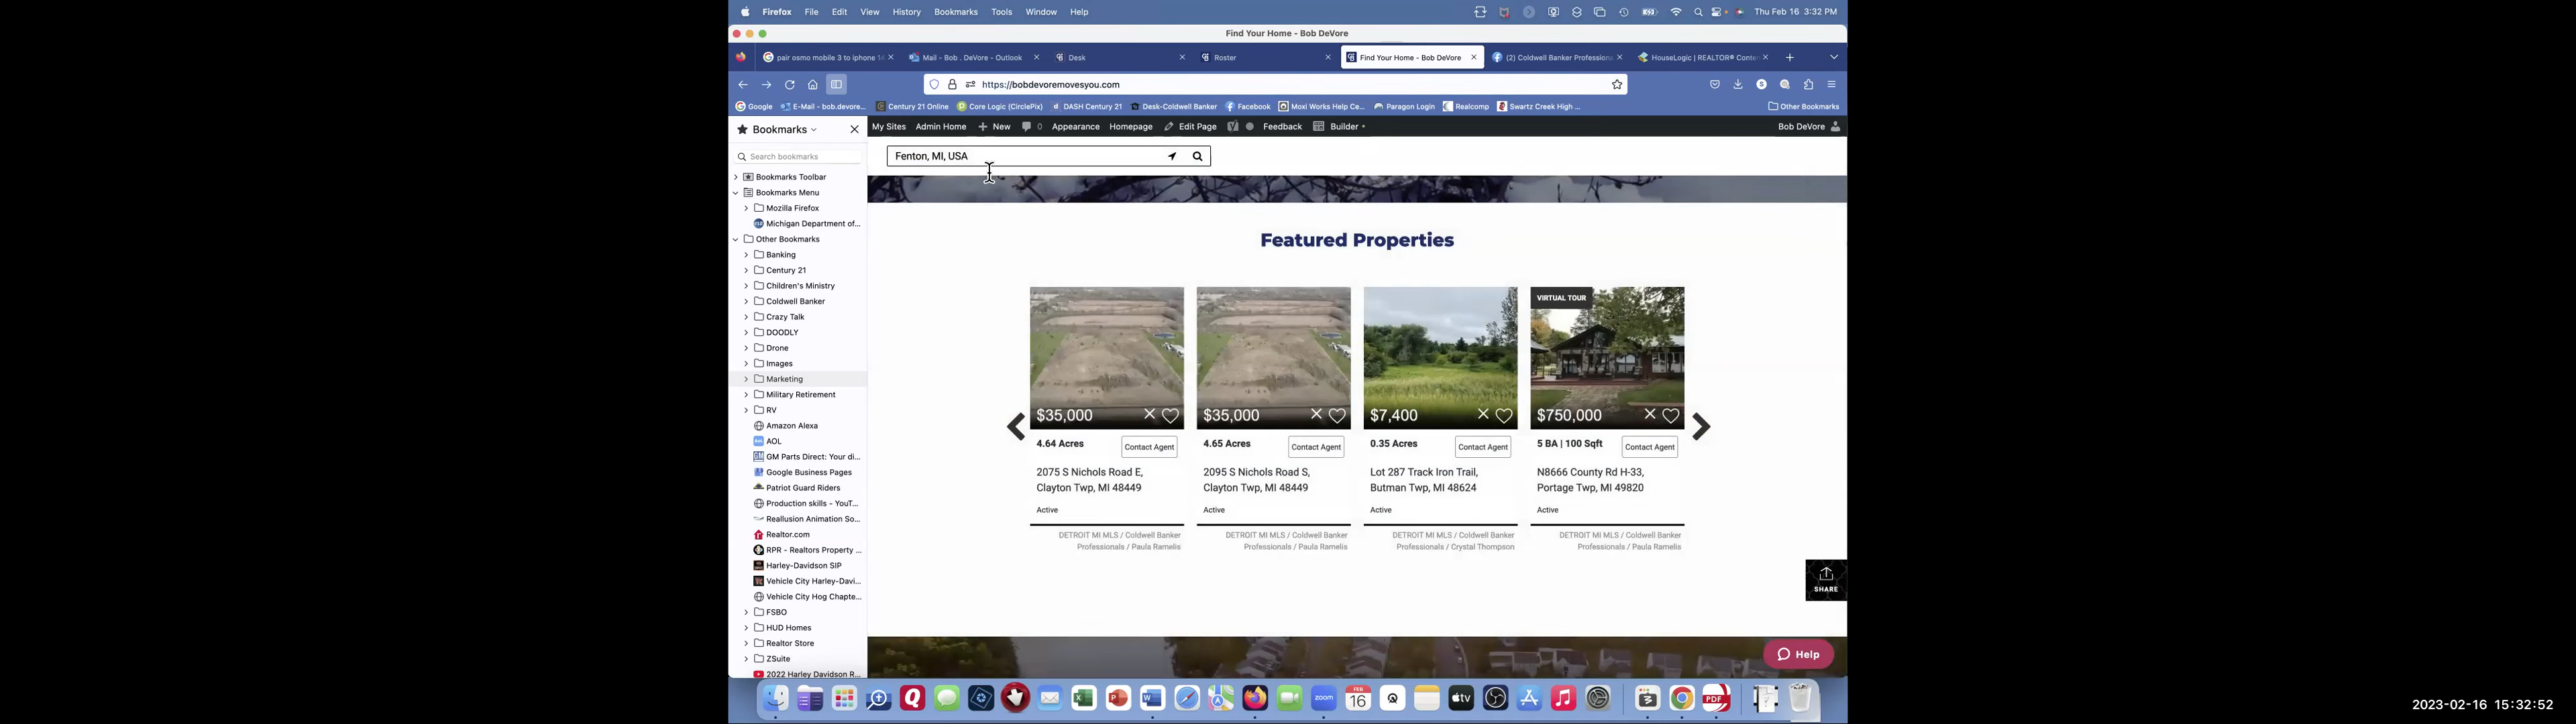 Firefox File Edit View History Bookmarks Tools Window Help Thu Feb 16 3:32 PM
Find Your Home - Bob DeVore
pair osmo mobile 3 to iphone 1 Mail - Bob . DeVore - Outlook Desk Roster Find Your Home - Bob DeVore (2) Coldwell Banker Professiona HouseLogic | REALTOR® Conte
https://bobdevoremovesyou.com
Google E-Mail - bob.devore... Century 21 Online Core Logic (CirclePix) DASH Century 21 Desk-Coldwell Banker Facebook Moxi Works Help Ce... Paragon Login Realcomp Swartz Creek High ... Other Bookmarks
Bookmarks
My Sites Admin Home New 0 Appearance Homepage Edit Page Feedback Builder Bob DeVore
Search bookmarks
Fenton, MI, USA
Bookmarks Toolbar
Bookmarks Menu
Mozilla Firefox
Michigan Department of...
Other Bookmarks
Banking
Century 21
Children's Ministry
Coldwell Banker
Crazy Talk
DOODLY
Drone
Images
Marketing
Military Retirement
RV
Amazon Alexa
AOL
GM Parts Direct: Your di...
Google Business Pages
Patriot Guard Riders
Production skills - YouT...
Reallusion Animation So...
Realtor.com
RPR - Realtors Property ...
Harley-Davidson SIP
Vehicle City Harley-Davi...
Vehicle City Hog Chapte...
FSBO
HUD Homes
Realtor Store
ZSuite
2022 Harley Davidson R...
Featured Properties
VIRTUAL TOUR
$35,000 $35,000 $7,400 $750,000
4.64 Acres Contact Agent 4.65 Acres Contact Agent 0.35 Acres Contact Agent 5 BA | 100 Sqft Contact Agent
2075 S Nichols Road E, 2095 S Nichols Road S, Lot 287 Track Iron Trail, N8666 County Rd H-33,
Clayton Twp, MI 48449 Clayton Twp, MI 48449 Butman Twp, MI 48624 Portage Twp, MI 49820
Active Active Active Active
DETROIT MI MLS / Coldwell Banker DETROIT MI MLS / Coldwell Banker DETROIT MI MLS / Coldwell Banker DETROIT MI MLS / Coldwell Banker
Professionals / Paula Ramelis Professionals / Paula Ramelis Professionals / Crystal Thompson Professionals / Paula Ramelis
SHARE
Help
zoom FEB 16 tv PDF
2023-02-16 15:32:52